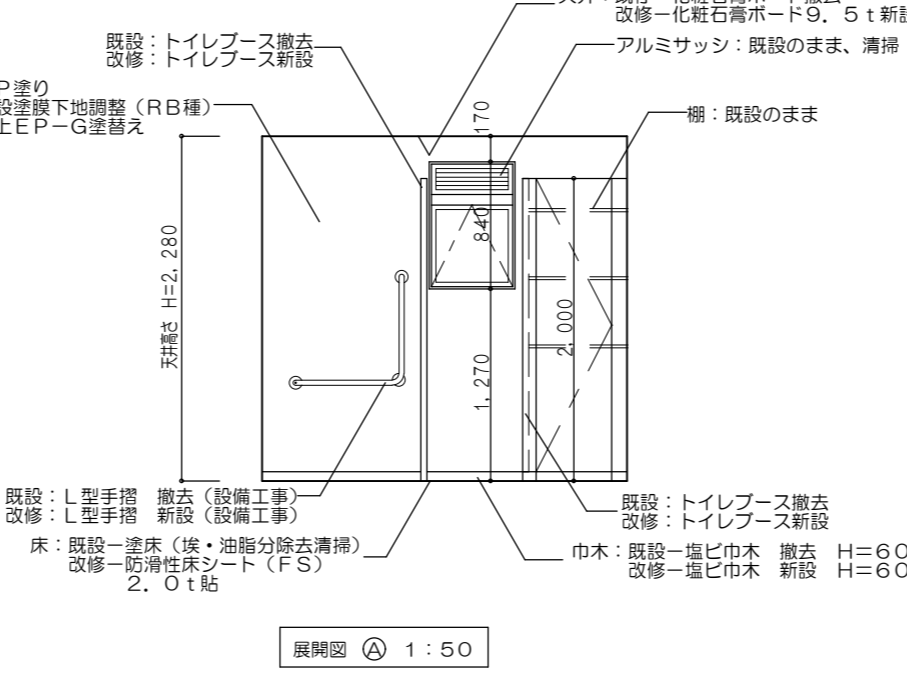 改修－化粧石膏ボード９．５ｔ新設
既設：トイレブース撤去
改修：トイレブース新設
アルミサッシ：既設のまま、清掃
Ｐ塗り
設塗膜下地調整（ＲＢ種）
上ＥＰ－Ｇ塗替え
棚：既設のまま
170
840
1,270
2,000
天井高さ H=2,280
既設：Ｌ型手摺　撤去（設備工事）
改修：Ｌ型手摺　新設（設備工事）
既設：トイレブース撤去
改修：トイレブース新設
床：既設－塗床（埃・油脂分除去清掃）
改修－防滑性床シート（ＦＳ）
２．０ｔ貼
巾木：既設－塩ビ巾木　撤去　Ｈ＝６０
改修－塩ビ巾木　新設　Ｈ＝６０
展開図 Ⓐ １：５０